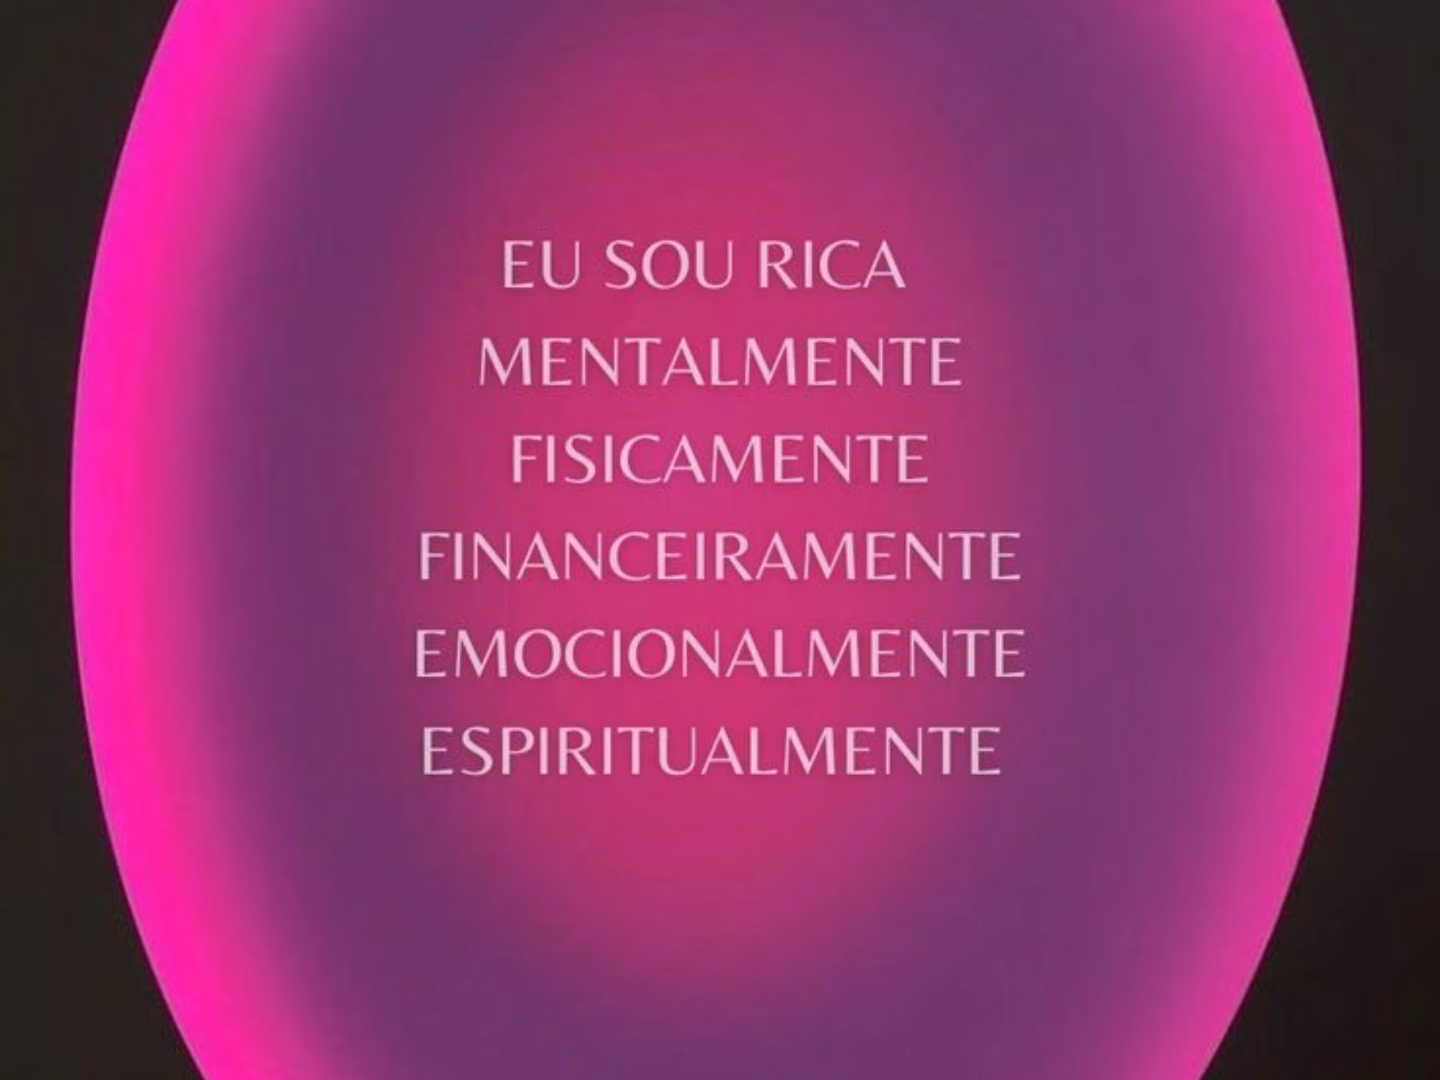 EU SOU RICA
MENTALMENTE
FISICAMENTE
FINANCEIRAMENTE
EMOCIONALMENTE
ESPIRITUALMENTE